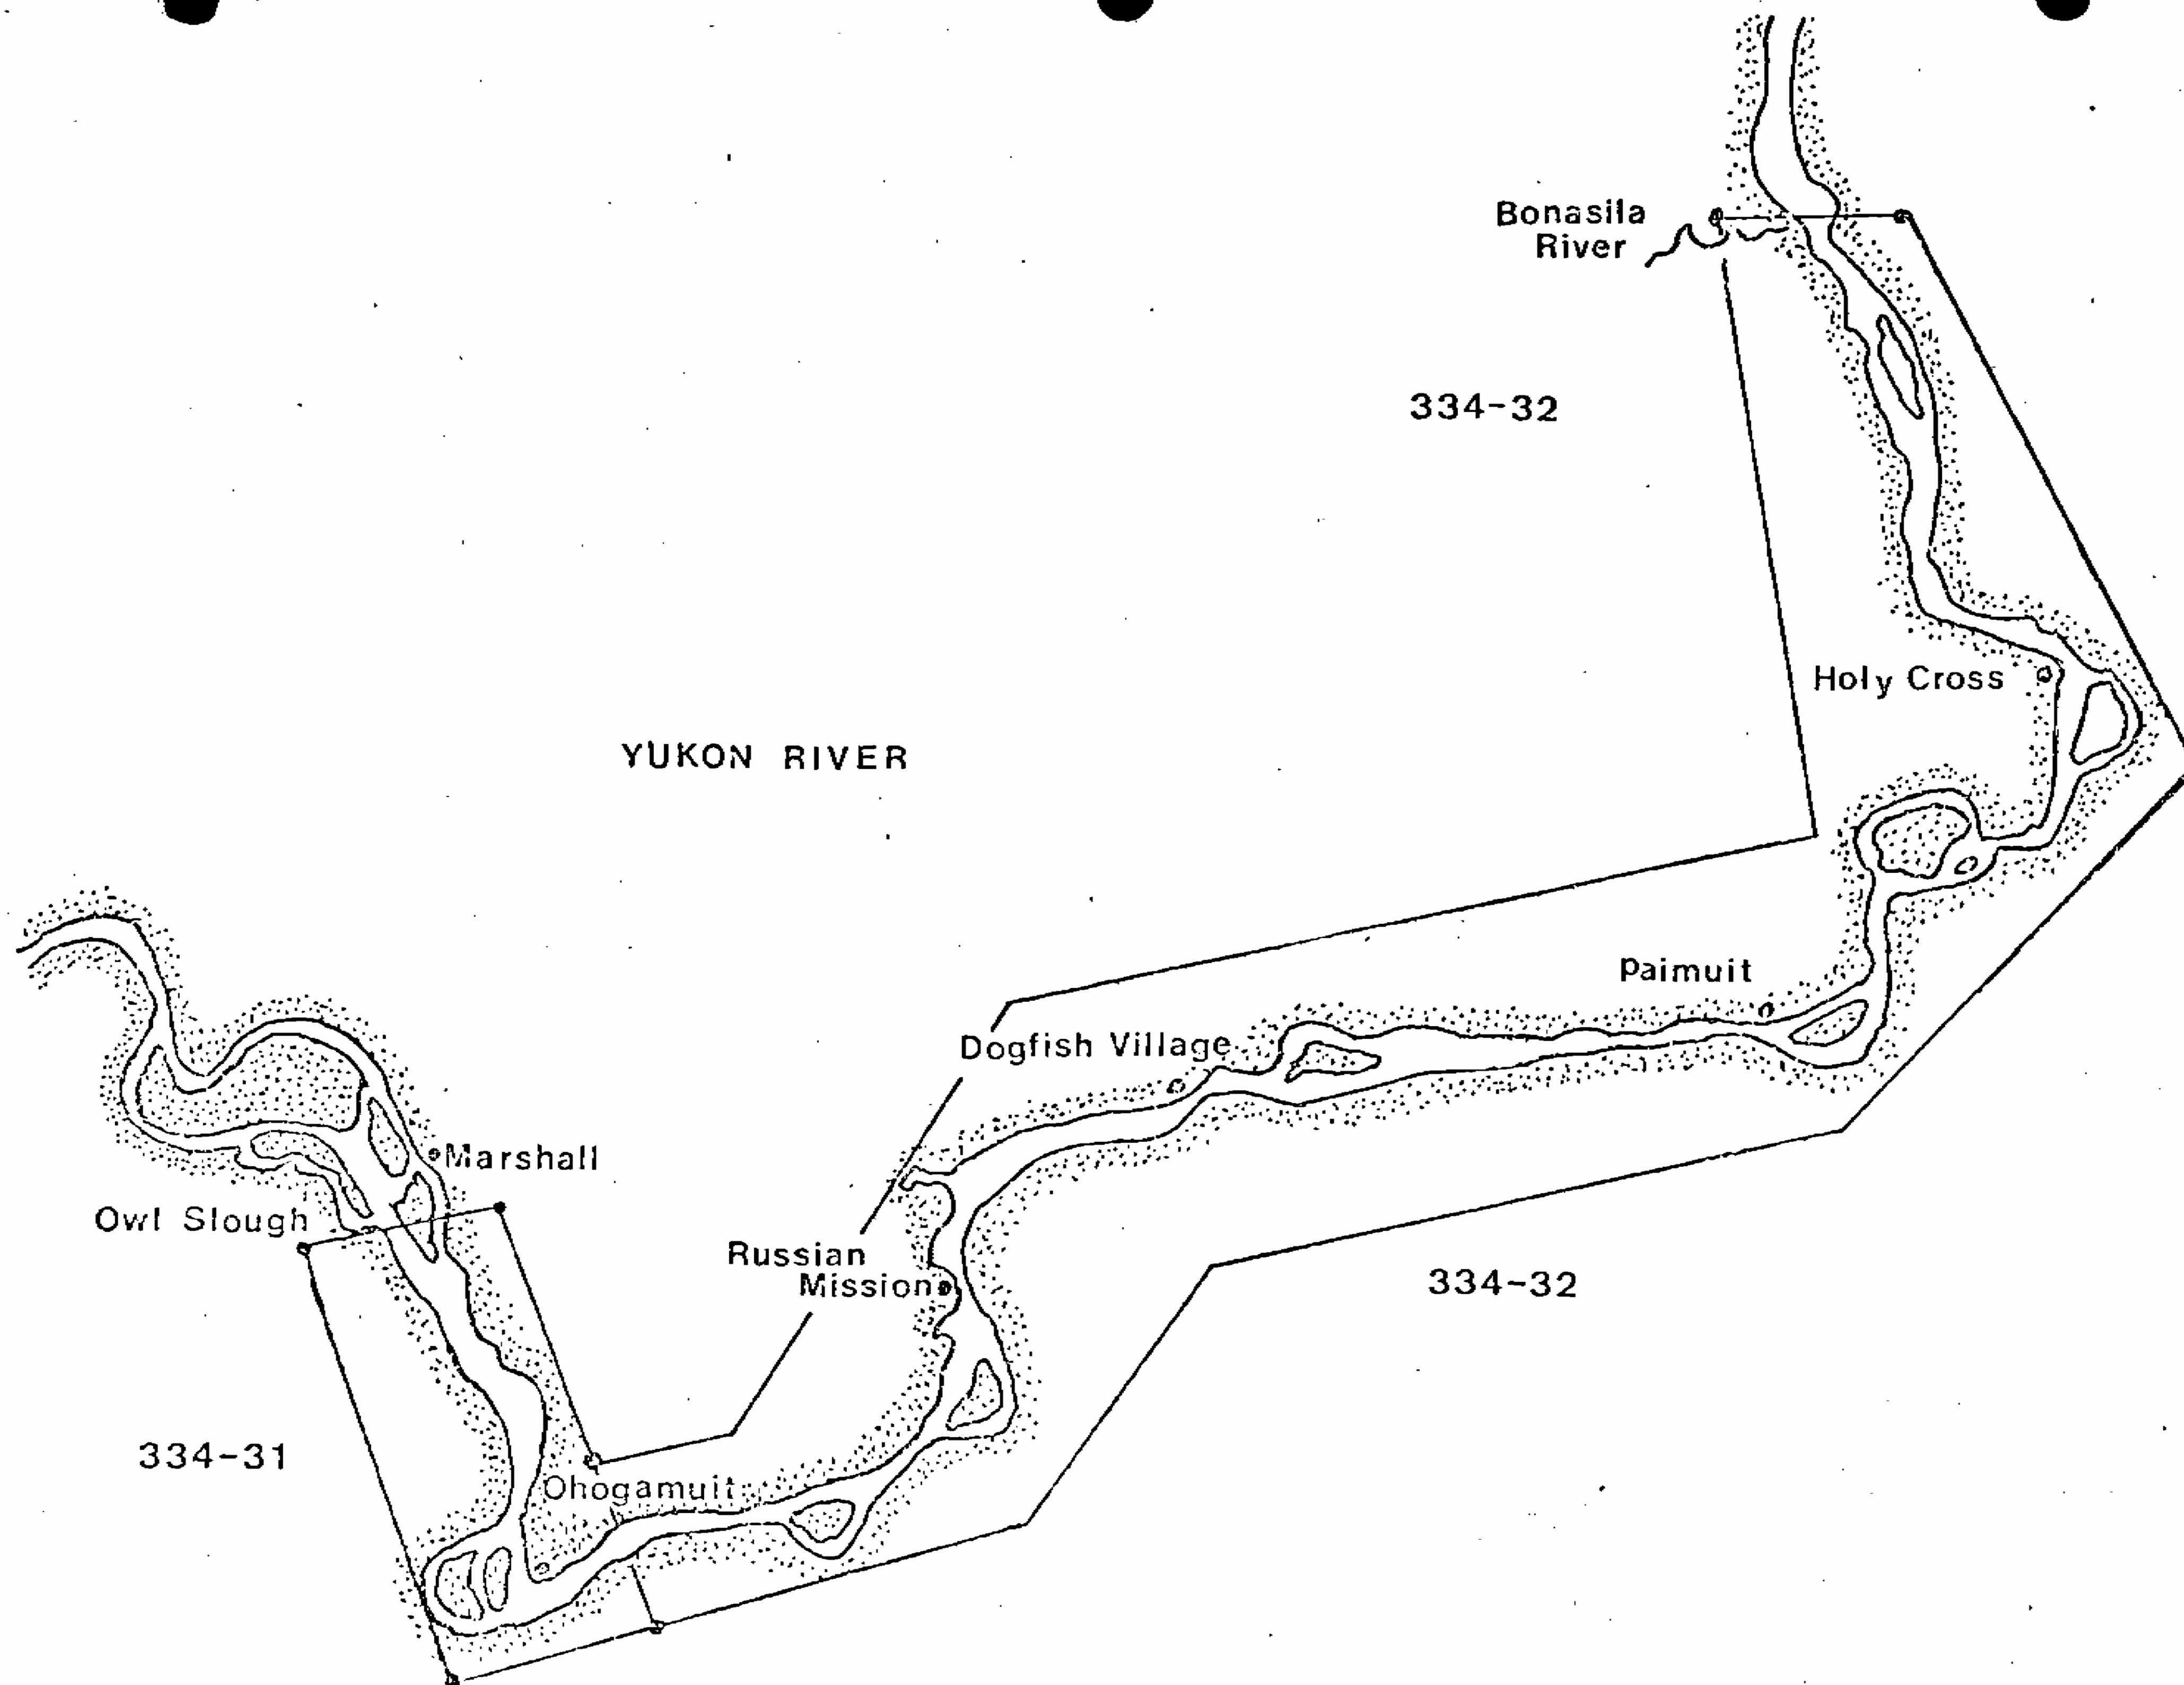 Bonasila
River
334-32
Holy Cross
YUKON RIVER
Paimuit
Dogfish Village
Marshall
Owl Slough
Russian
Mission
334-32
334-31
Ohogamuit